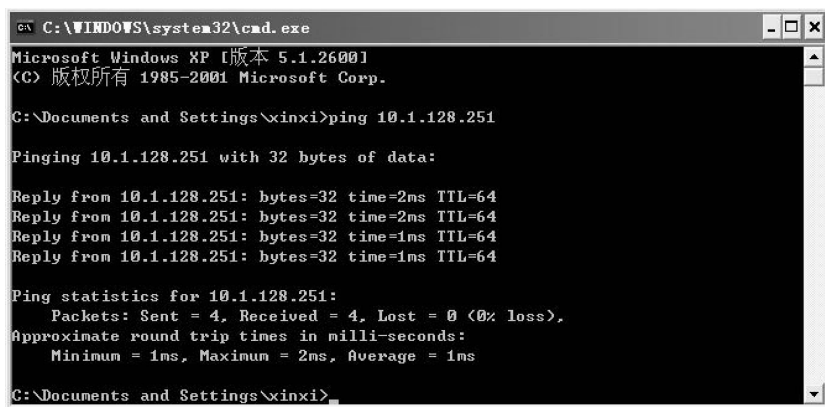 C:\WINDOWS\system32\cmd.exe
Microsoft Windows XP [版本 5.1.2600]
(C) 版权所有 1985-2001 Microsoft Corp.
C:\Documents and Settings\xinxi>ping 10.1.128.251
Pinging 10.1.128.251 with 32 bytes of data:
Reply from 10.1.128.251: bytes=32 time=2ms TTL=64
Reply from 10.1.128.251: bytes=32 time=2ms TTL=64
Reply from 10.1.128.251: bytes=32 time=1ms TTL=64
Reply from 10.1.128.251: bytes=32 time=1ms TTL=64
Ping statistics for 10.1.128.251:
Packets: Sent = 4, Received = 4, Lost = 0 (0% loss),
Approximate round trip times in milli-seconds:
Minimum = 1ms, Maximum = 2ms, Average = 1ms
C:\Documents and Settings\xinxi>_